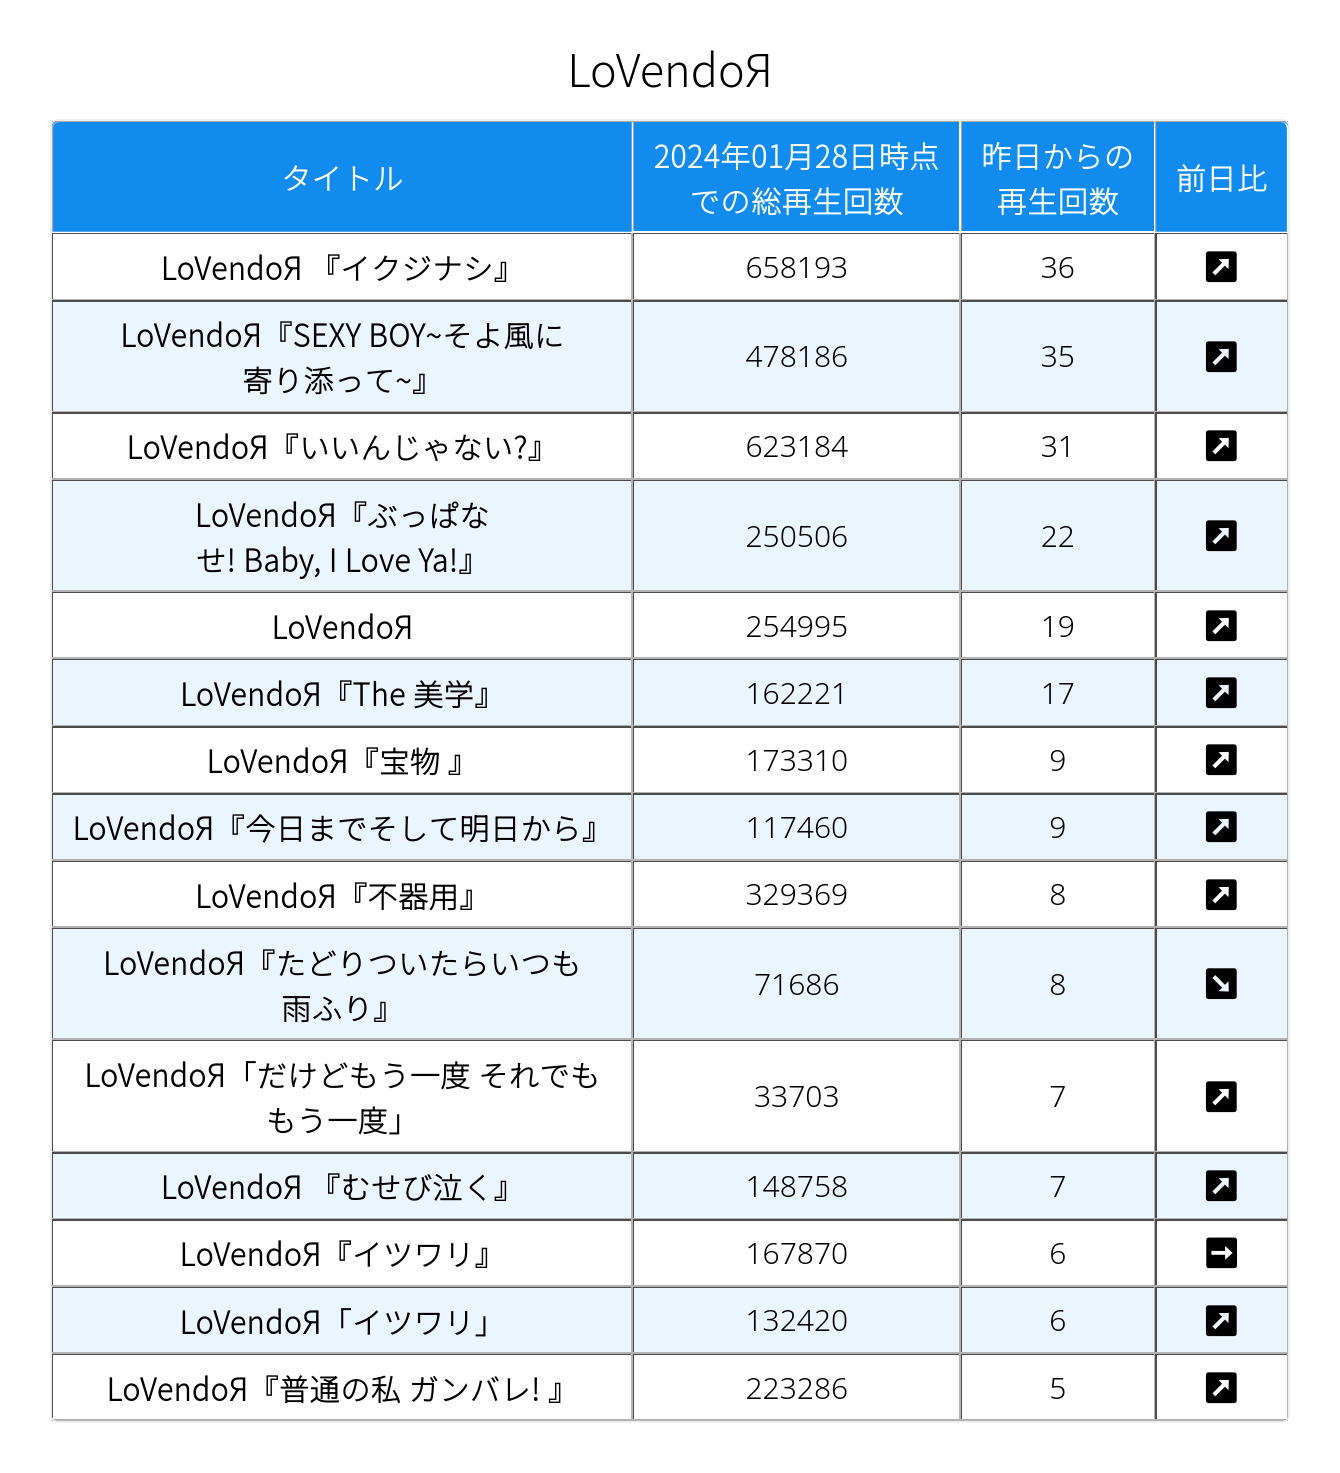 LoVendoЯ
タイトル
2024年01月28日時点
での総再生回数
昨日からの
再生回数
前日比
LoVendoЯ 『イクジナシ』
658193
36
LoVendoЯ『SEXY BOY~そよ風に
寄り添って~』
478186
35
LoVendoЯ『いいんじゃない?』
623184
31
LoVendoЯ『ぶっぱな
せ! Baby, I Love Ya!』
250506
22
LoVendoЯ
254995
19
LoVendoЯ『The 美学』
162221
17
LoVendoЯ『宝物 』
173310
9
LoVendoЯ『今日までそして明日から』
117460
9
LoVendoЯ『不器用』
329369
8
LoVendoЯ『たどりついたらいつも
雨ふり』
71686
8
LoVendoЯ「だけどもう一度 それでも
もう一度」
33703
7
LoVendoЯ 『むせび泣く』
148758
7
LoVendoЯ『イツワリ』
167870
6
LoVendoЯ「イツワリ」
132420
6
LoVendoЯ『普通の私 ガンバレ! 』
223286
5